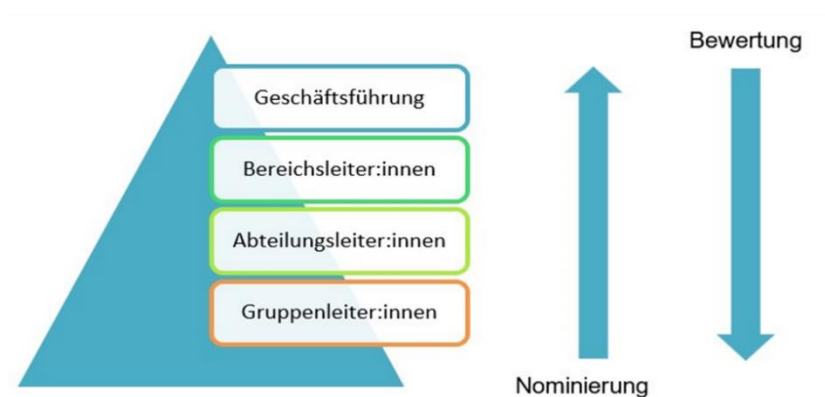 Bewertung
Geschäftsführung
Bereichsleiter:innen
Abteilungsleiter:innen
Gruppenleiter:innen
Nominierung